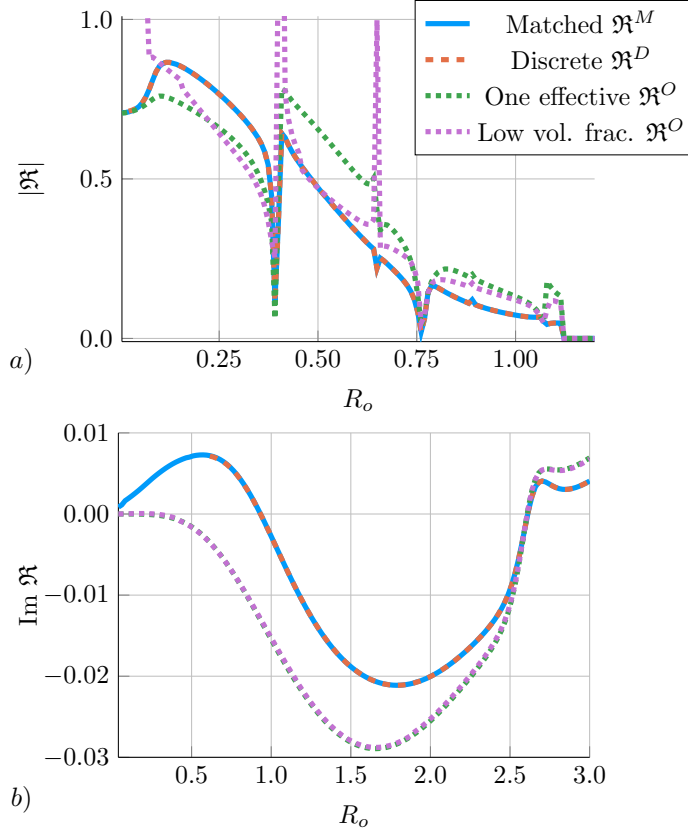 Matched ℜ^M
Discrete ℜ^D
One effective ℜ^O
Low vol. frac. ℜ^O
1.0
0.5
0.0
|ℜ|
0.25
0.50
0.75
1.00
R_o
a)
0.01
0.00
−0.01
−0.02
−0.03
Im ℜ
0.5
1.0
1.5
2.0
2.5
3.0
R_o
b)